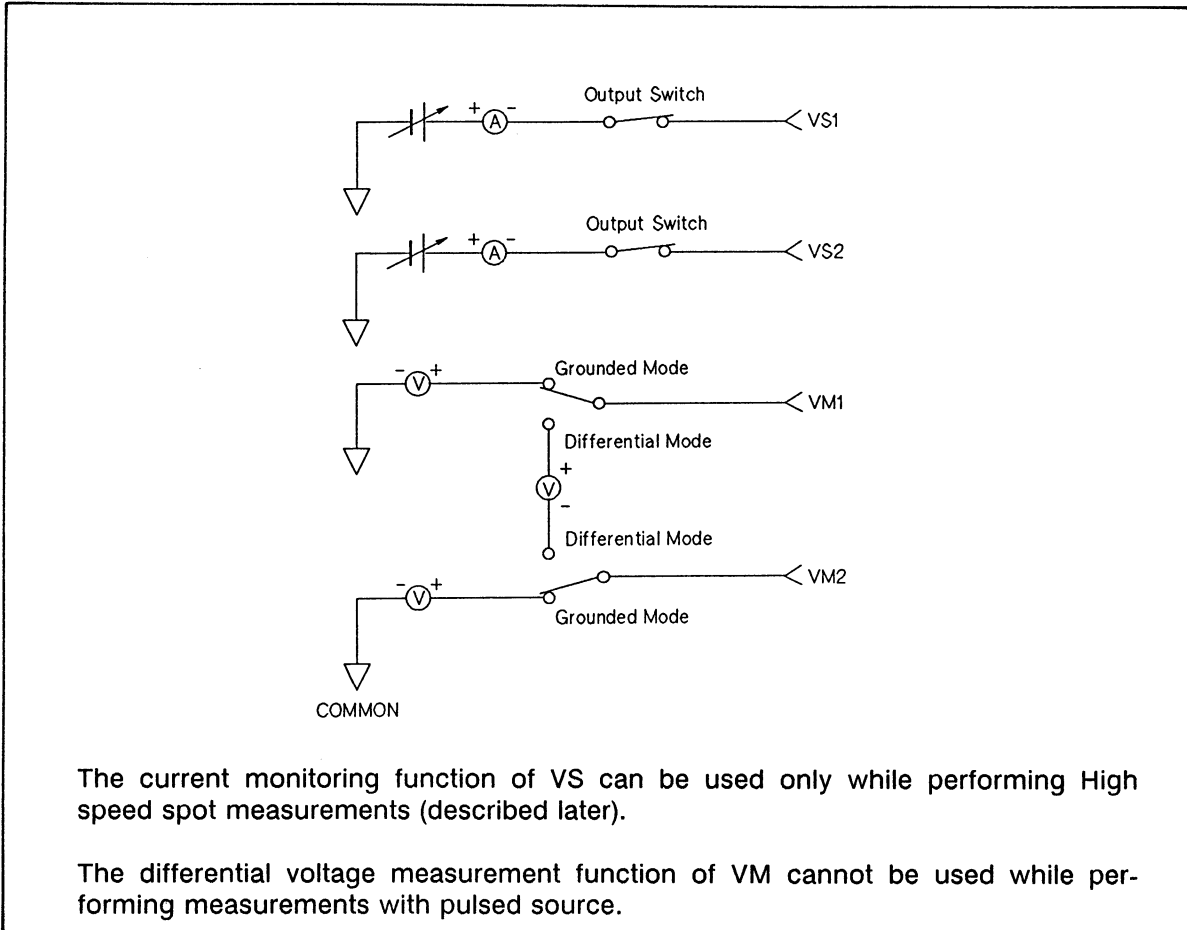 Output Switch
+ A - VS1
Output Switch
+ A - VS2
Grounded Mode
- V + VM1
Differential Mode
+
V
-
Differential Mode
VM2
- V +
Grounded Mode
COMMON
The current monitoring function of VS can be used only while performing High
speed spot measurements (described later).
The differential voltage measurement function of VM cannot be used while per-
forming measurements with pulsed source.